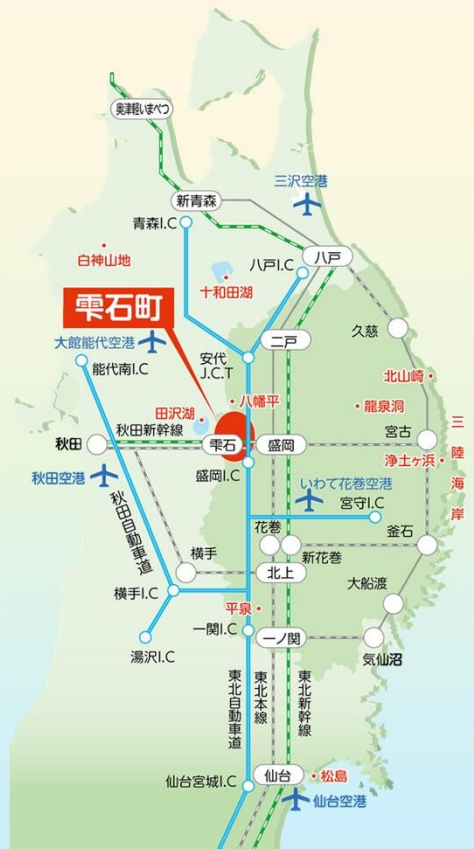 奥津軽いまべつ
新青森
三沢空港
青森I.C
白神山地
八戸I.C
八戸
十和田湖
雫石町
大館能代空港
二戸
久慈
能代南I.C
安代
J.C.T
北山崎
八幡平
田沢湖
龍泉洞
秋田新幹線
宮古
三陸海岸
秋田
雫石
盛岡
浄土ヶ浜
盛岡I.C
秋田空港
いわて花巻空港
宮守I.C
秋田自動車道
花巻
釜石
横手
新花巻
北上
大船渡
横手I.C
平泉
一関I.C
一ノ関
湯沢I.C
気仙沼
東北自動車道
東北本線
東北新幹線
仙台宮城I.C
仙台
松島
仙台空港